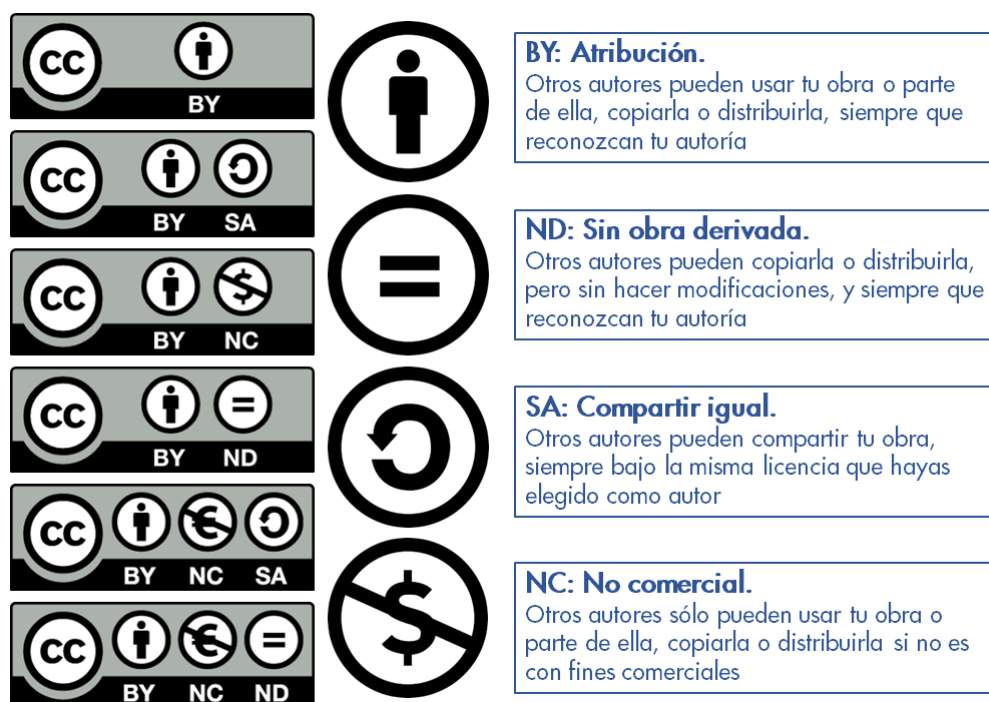 CC
BY
CC
BY SA
CC
BY NC
CC
BY ND
CC
BY NC SA
CC
BY NC ND
BY: Atribución.
Otros autores pueden usar tu obra o parte
de ella, copiarla o distribuirla, siempre que
reconozcan tu autoría
ND: Sin obra derivada.
Otros autores pueden copiarla o distribuirla,
pero sin hacer modificaciones, y siempre que
reconozcan tu autoría
SA: Compartir igual.
Otros autores pueden compartir tu obra,
siempre bajo la misma licencia que hayas
elegido como autor
NC: No comercial.
Otros autores sólo pueden usar tu obra o
parte de ella, copiarla o distribuirla si no es
con fines comerciales